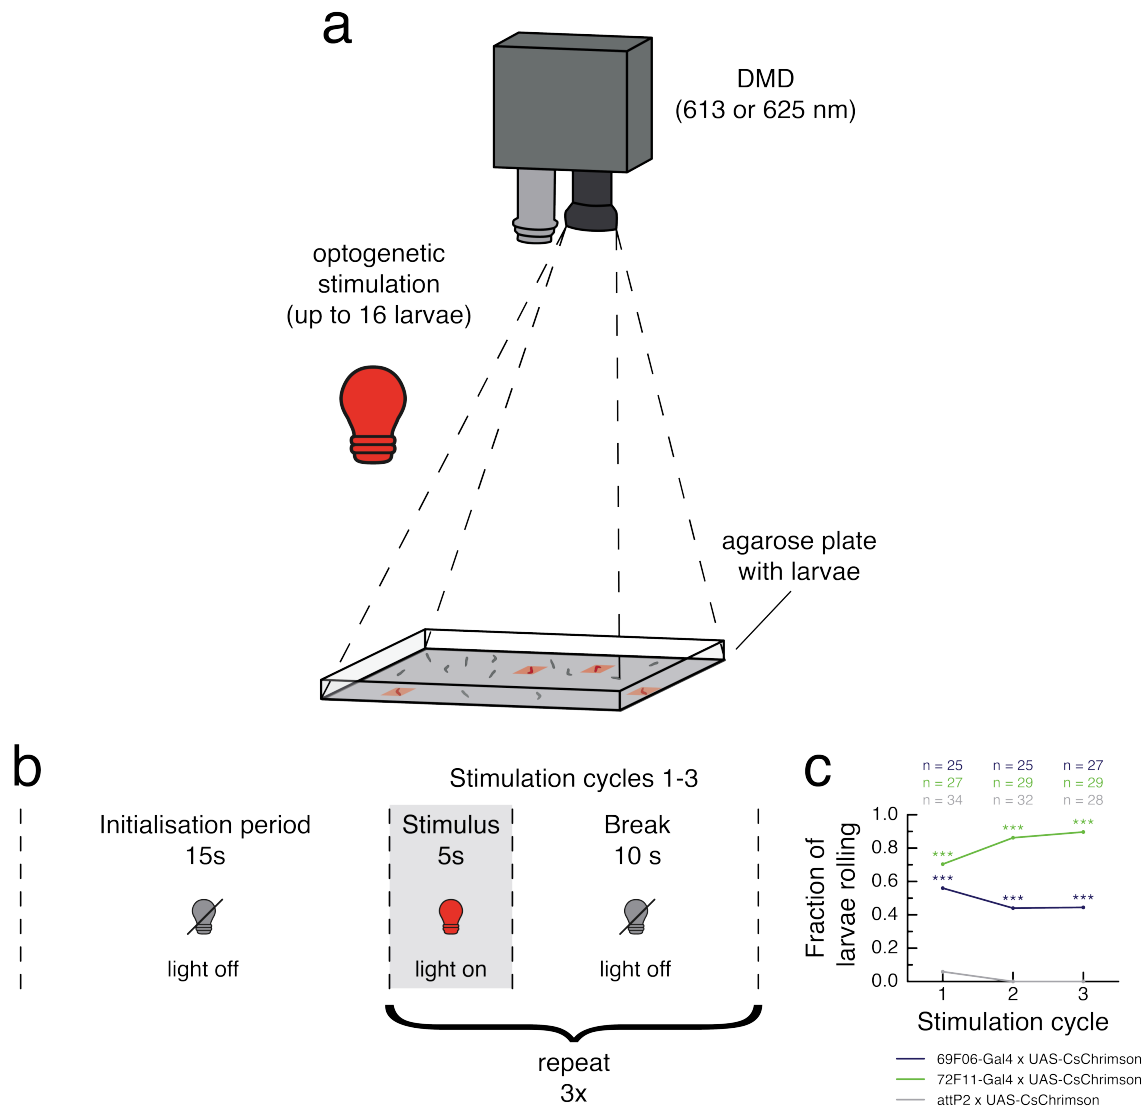 a
DMD
(613 or 625 nm)
optogenetic
stimulation
(up to 16 larvae)
agarose plate
with larvae
b
Stimulation cycles 1-3
Initialisation period
15s
light off
Stimulus
5s
light on
Break
10 s
light off
repeat
3x
c
n = 25 n = 25 n = 27
n = 27 n = 29 n = 29
n = 34 n = 32 n = 28
Fraction of
larvae rolling
1.0
0.8
0.6
0.4
0.2
0.0
*** *** ***
*** *** ***
1 2 3
Stimulation cycle
69F06-Gal4 x UAS-CsChrimson
72F11-Gal4 x UAS-CsChrimson
attP2 x UAS-CsChrimson